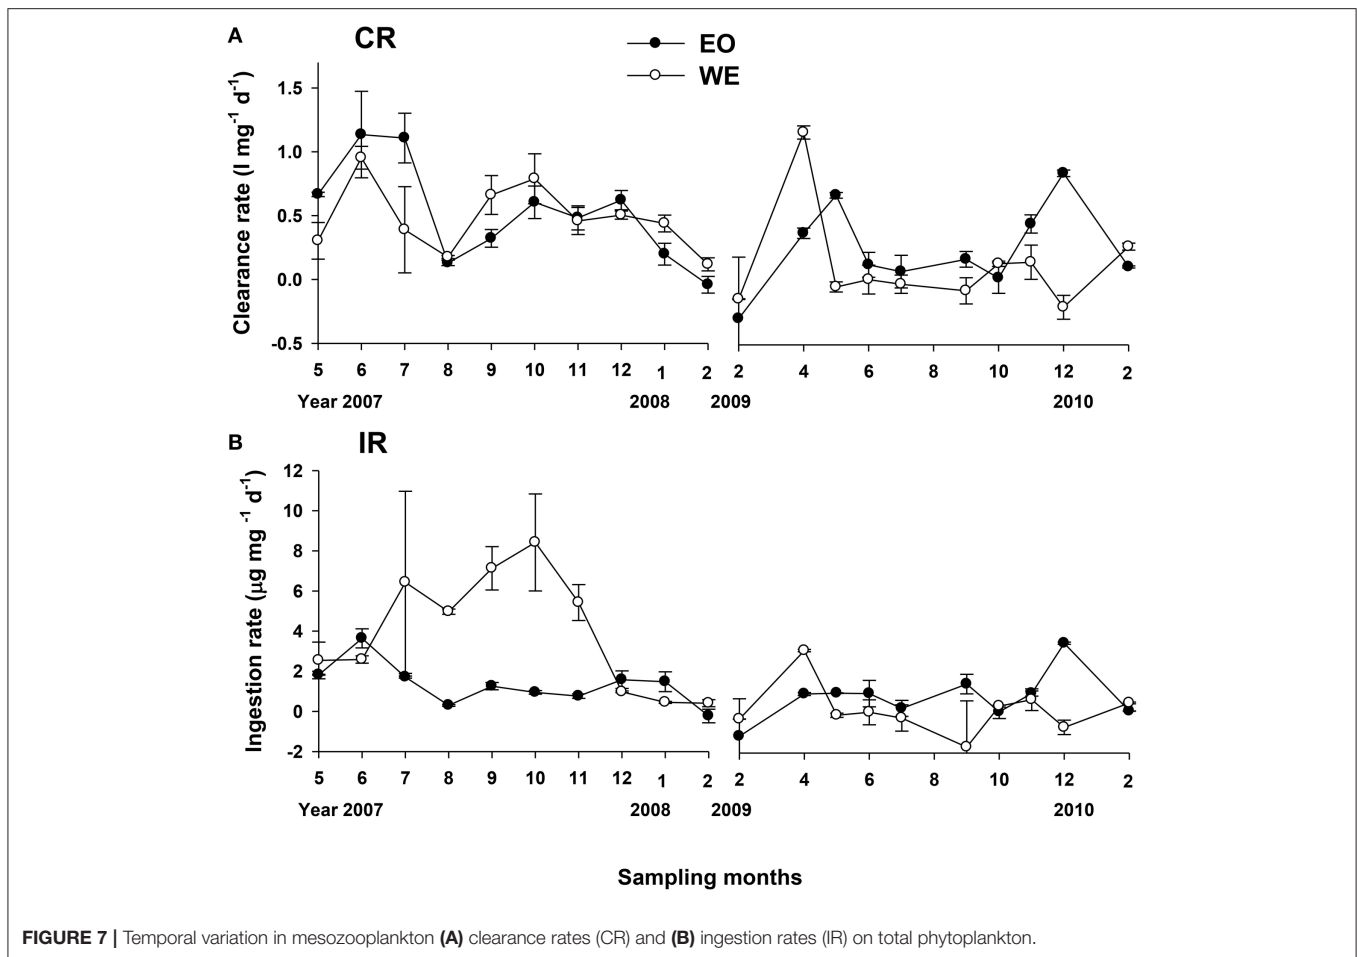 A CR
EO
WE
Clearance rate (l mg-1 d-1)
1.5
1.0
0.5
0.0
-0.5
5 6 7 8 9 10 11 12 1 2 2 4 6 8 10 12 2
Year 2007 2008 2009 2010
B IR
Ingestion rate (μg mg -1 d-1)
12
10
8
6
4
2
0
-2
5 6 7 8 9 10 11 12 1 2 2 4 6 8 10 12 2
Year 2007 2008 2009 2010
Sampling months
FIGURE 7 | Temporal variation in mesozooplankton (A) clearance rates (CR) and (B) ingestion rates (IR) on total phytoplankton.